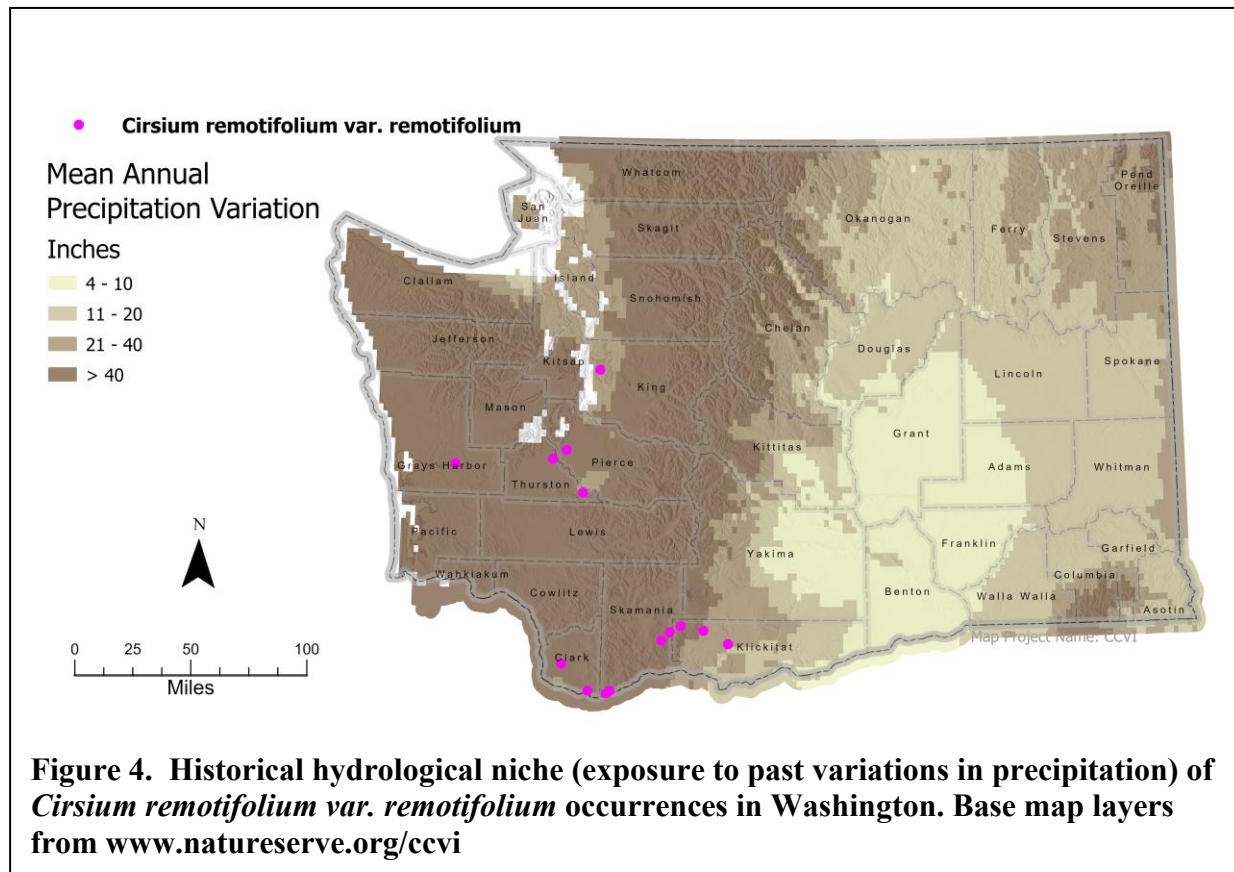 Cirsium remotifolium var. remotifolium
Mean Annual
Precipitation Variation
Inches
4 - 10
11 - 20
21 - 40
> 40
Whatcom
Pend
Oreille
San
Juan
Okanogan
Ferry
Stevens
Skagit
Island
Clallam
Snohomish
Chelan
Jefferson
Douglas
Kitsap
Spokane
Lincoln
King
Mason
Grant
Kittitas
Grays Harbor
Pierce
Adams
Whitman
Thurston
N
Pacific
Lewis
Franklin
Garfield
Yakima
Wahkiakum
Columbia
Cowlitz
Benton
Walla Walla
Skamania
Asotin
Map Project Name: CCVI
Klickitat
Clark
0 25 50 100
Miles
Figure 4. Historical hydrological niche (exposure to past variations in precipitation) of
Cirsium remotifolium var. remotifolium occurrences in Washington. Base map layers
from www.natureserve.org/ccvi